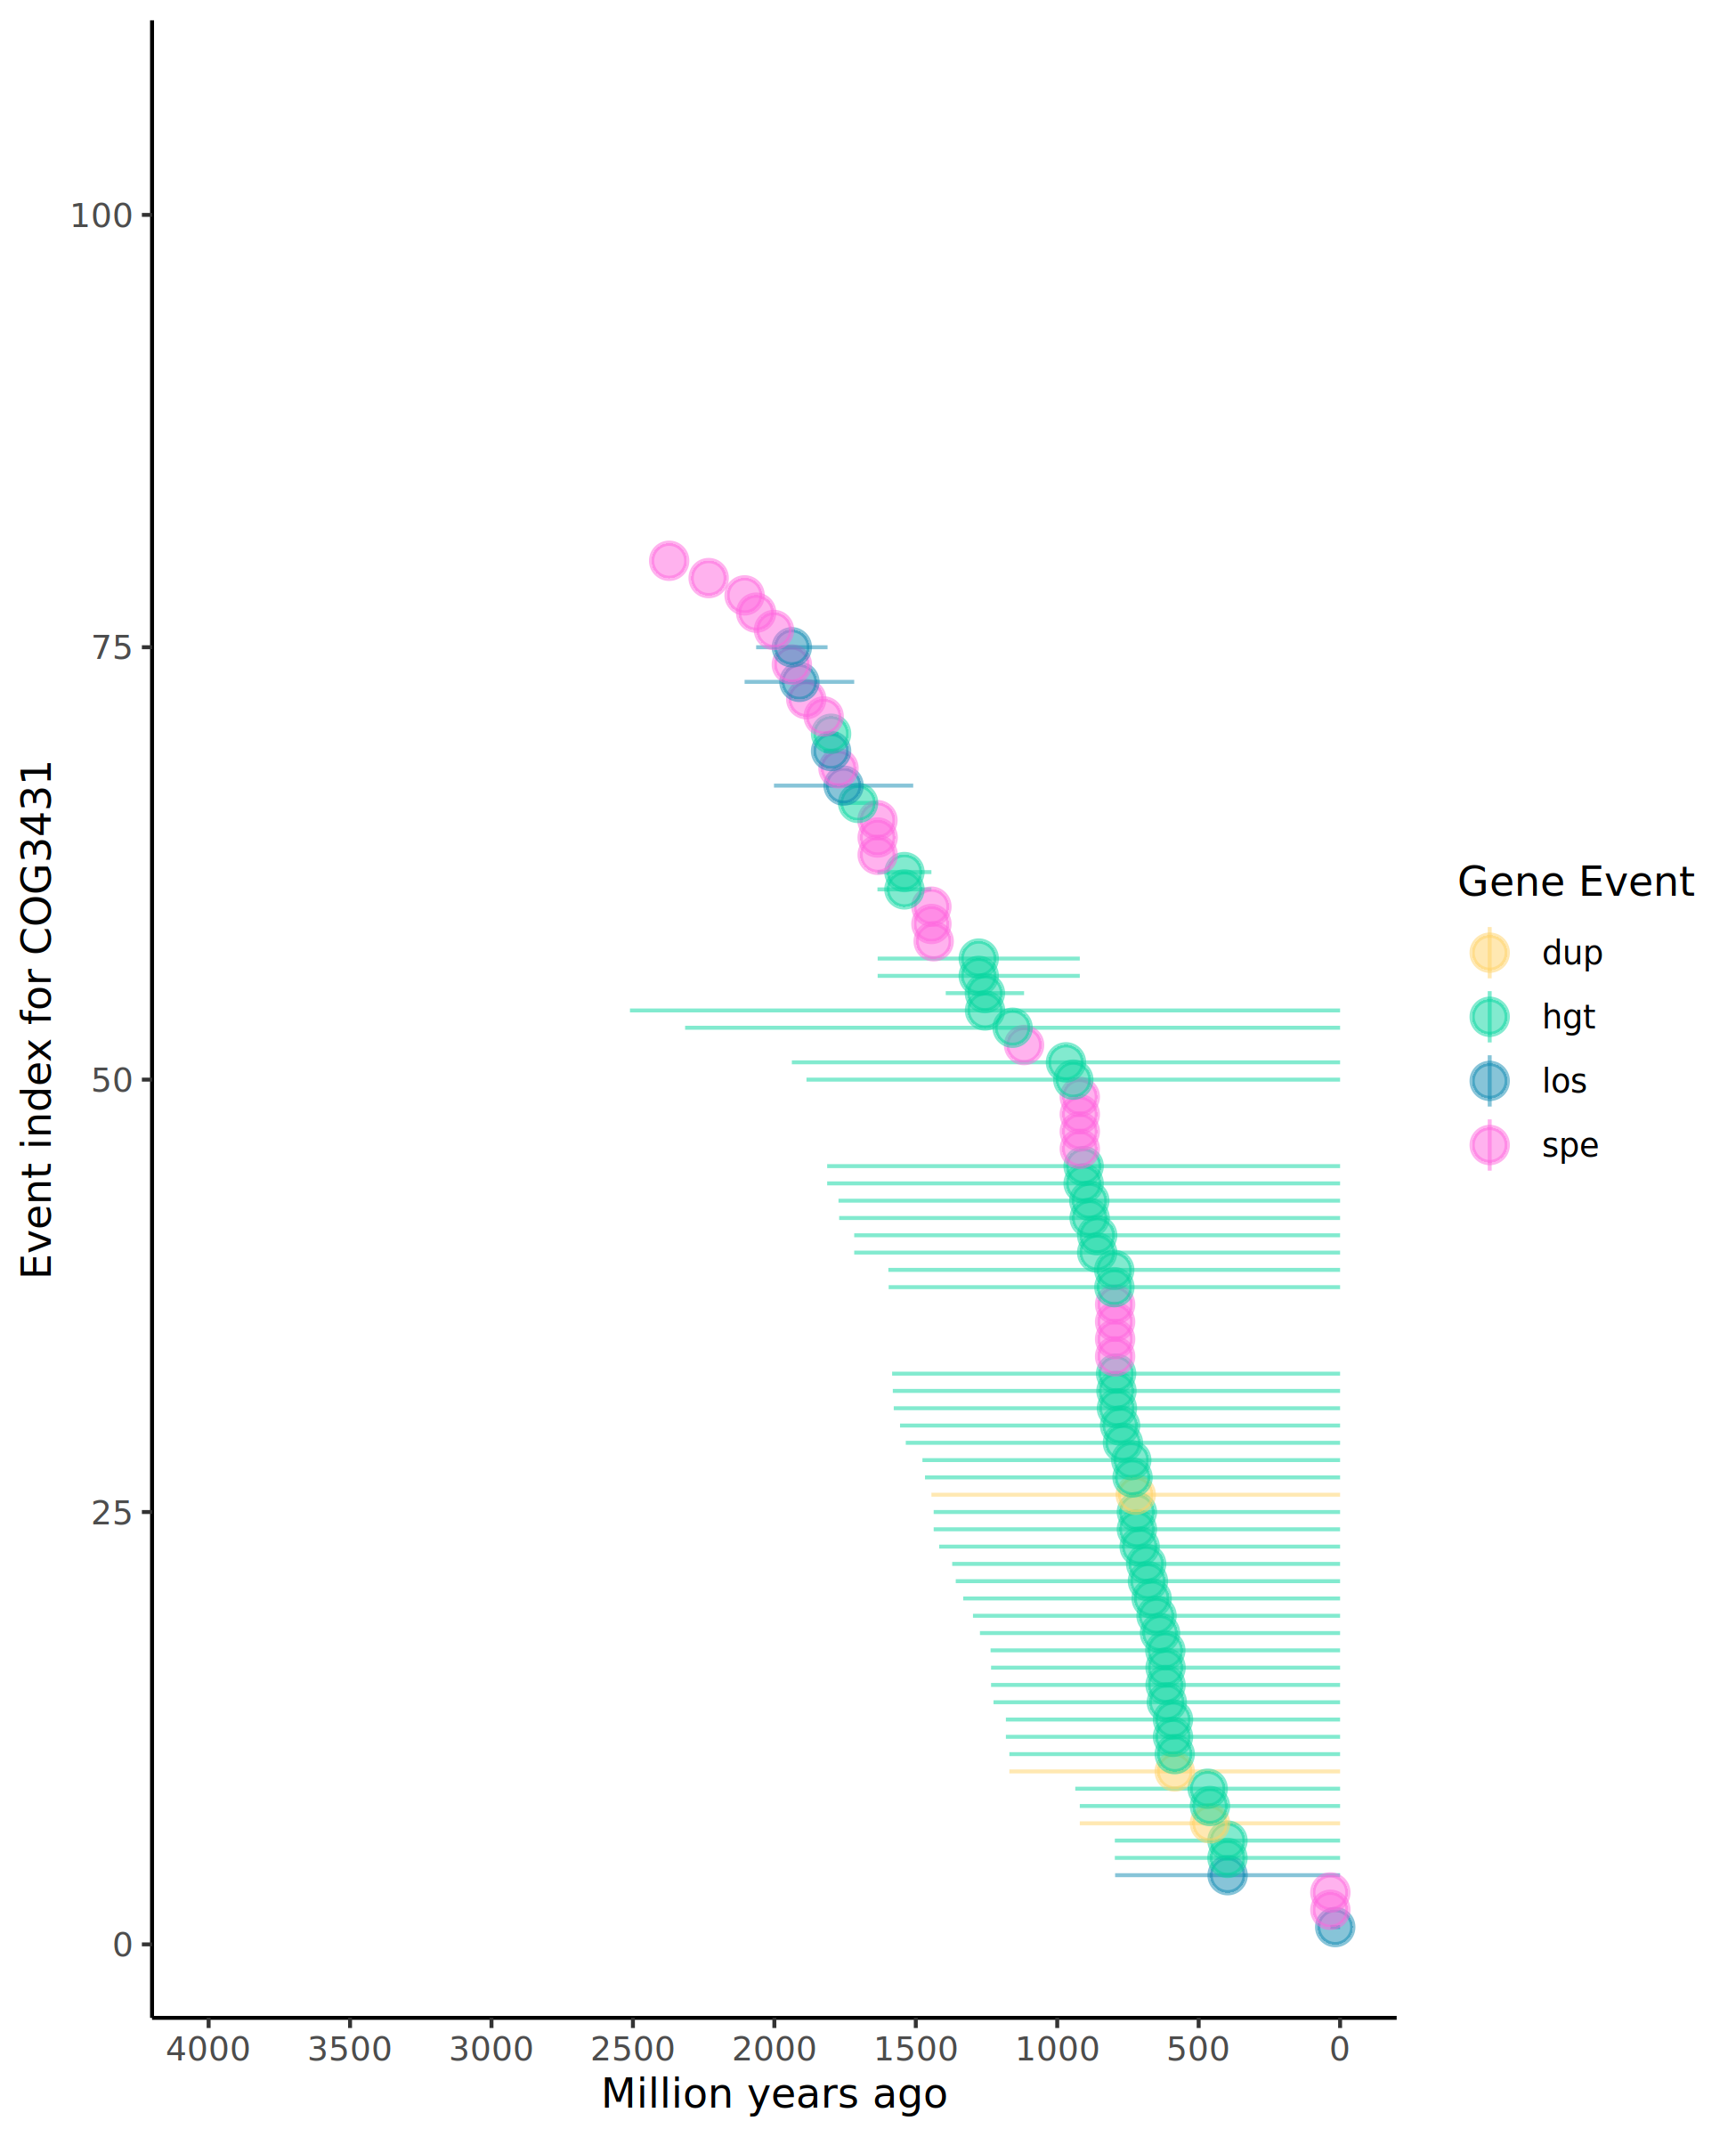 Event index for COG3431
100
75
50
25
0
4000 3500 3000 2500 2000 1500 1000 500 0
Million years ago
Gene Event
dup
hgt
los
spe